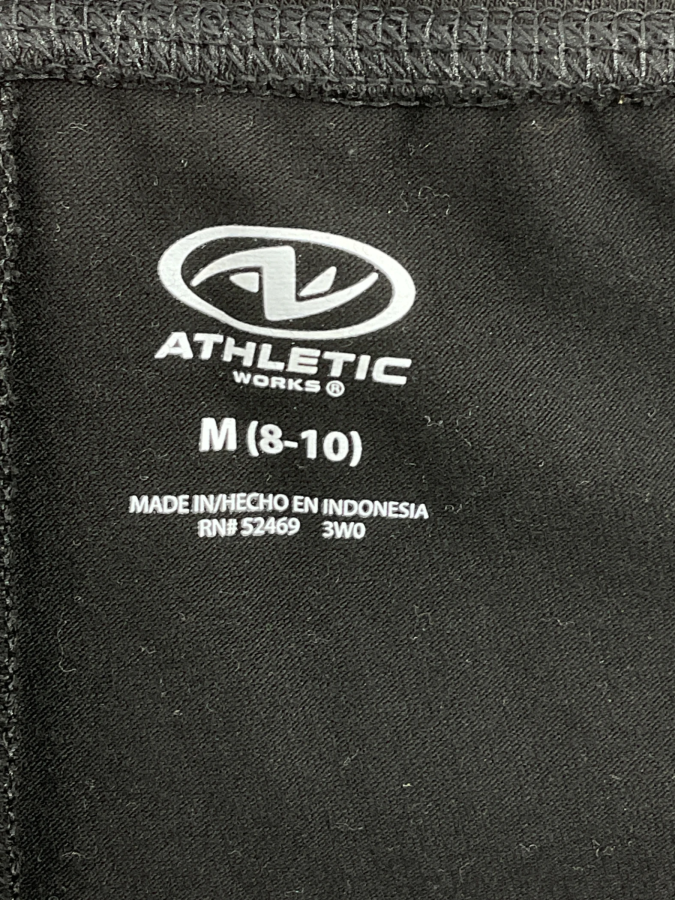 ATHLETIC
WORKS®
M (8-10)
MADE IN/HECHO EN INDONESIA
RN# 52469 3W0